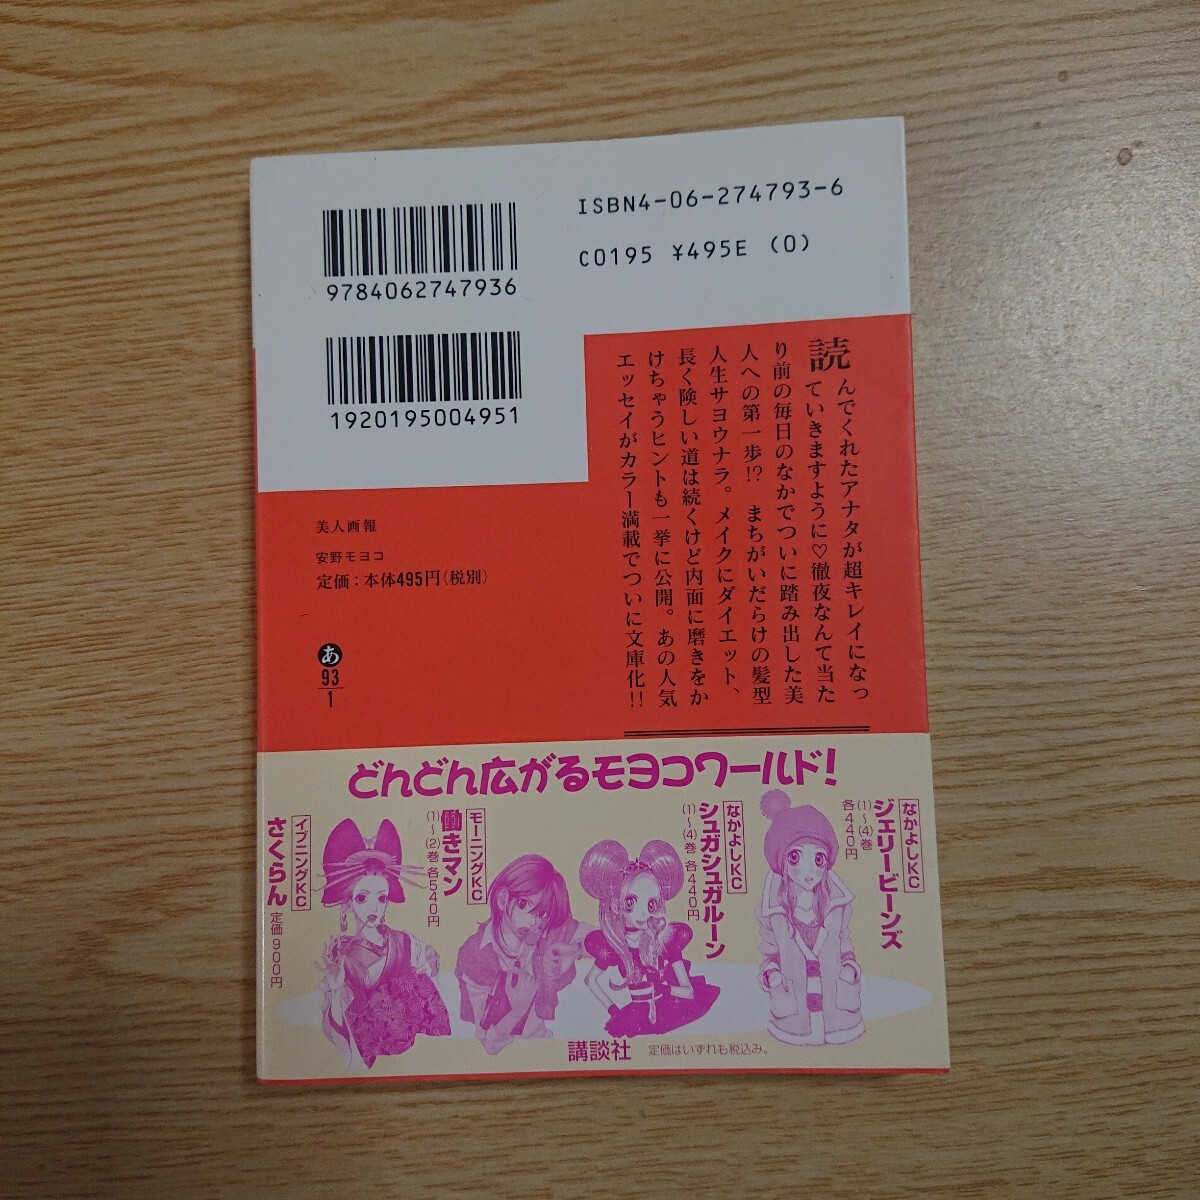 ISBN4-06-274793-6
C0195 ¥495E (0)
9784062747936
1920195004951
読んでくれたアナタが超キレイになっ
ていきますように♡徹夜なんて当た
り前の毎日のなかでついに踏み出した美
人への第一歩!? まちがいだらけの髪型
人生サヨウナラ。メイクにダイエット、
長く険しい道は続くけど内面に磨きをか
けちゃうヒントも一挙に公開。あの人気
エッセイがカラー満載でついに文庫化!!
美人画報
安野モヨコ
定価：本体495円（税別）
あ
93
1
どんどん広がるモヨコワールド！
なかよしKC
ジェリービーンズ
(1)〜(4)巻
各440円
なかよしKC
シュガシュガルーン
(1)〜(4)巻 各440円
モーニングKC
働きマン
(1)〜(2)巻 各540円
イブニングKC
さくらん
定価900円
講談社
定価はいずれも税込み。